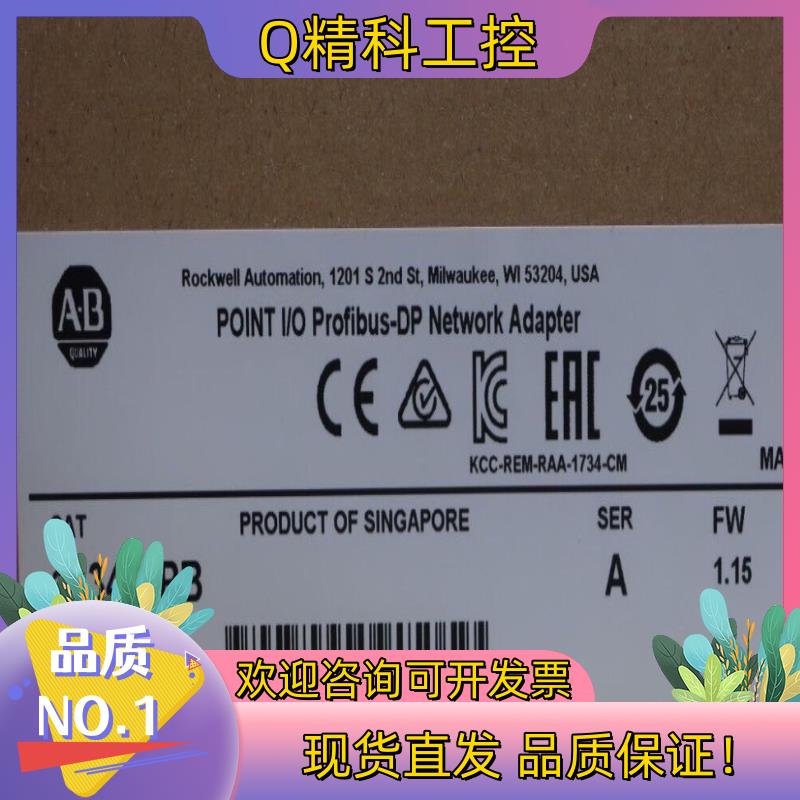 Q精科工控
Rockwell Automation, 1201 S 2nd St, Milwaukee, WI 53204, USA
A·B
QUALITY
POINT I/O Profibus-DP Network Adapter
CE
KC
EAC
25
KCC-REM-RAA-1734-CM
MA
PRODUCT OF SINGAPORE
SER
FW
A
1.15
品质
NO.1
欢迎咨询可开发票
现货直发 品质保证！